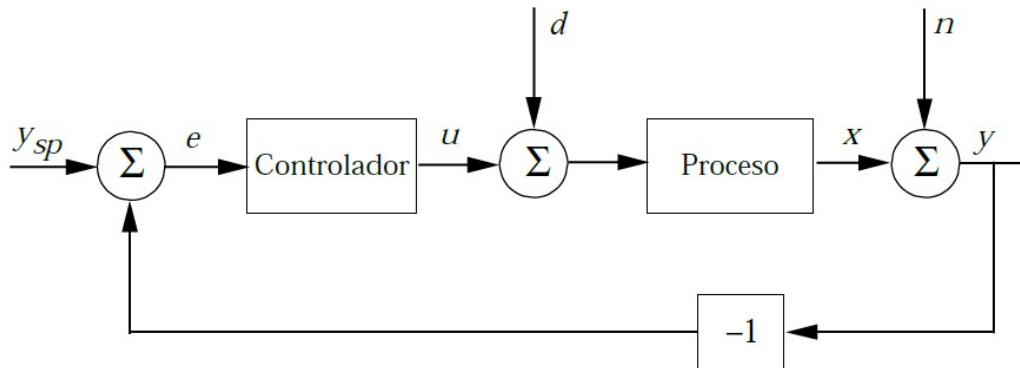 d
n
y_sp
Σ
e
Controlador
u
Σ
Proceso
x
Σ
y
–1